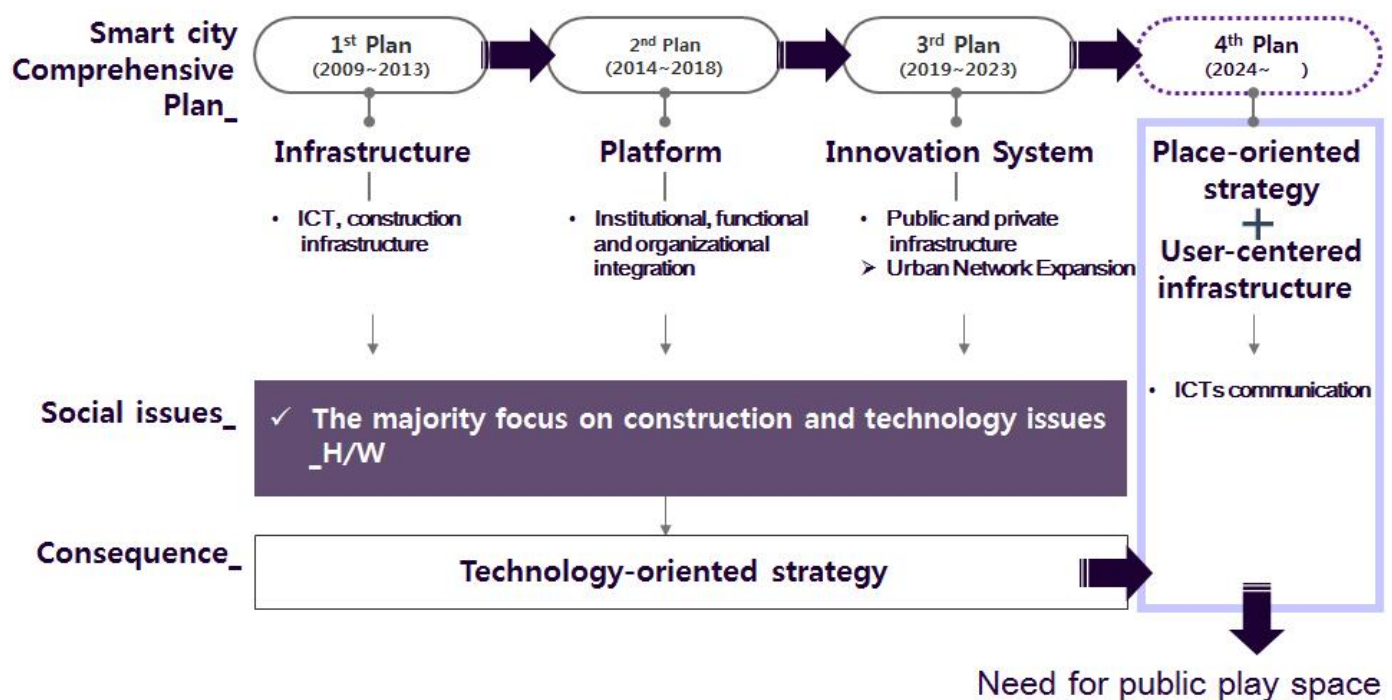 Smart city
Comprehensive
Plan_
1st Plan
(2009~2013)
2nd Plan
(2014~2018)
3rd Plan
(2019~2023)
4th Plan
(2024~ )
Infrastructure
• ICT, construction
infrastructure
Platform
• Institutional, functional
and organizational
integration
Innovation System
• Public and private
infrastructure
➢ Urban Network Expansion
Place-oriented
strategy
+
User-centered
infrastructure
• ICTs communication
Social issues_
✓ The majority focus on construction and technology issues
_H/W
Consequence_
Technology-oriented strategy
Need for public play space